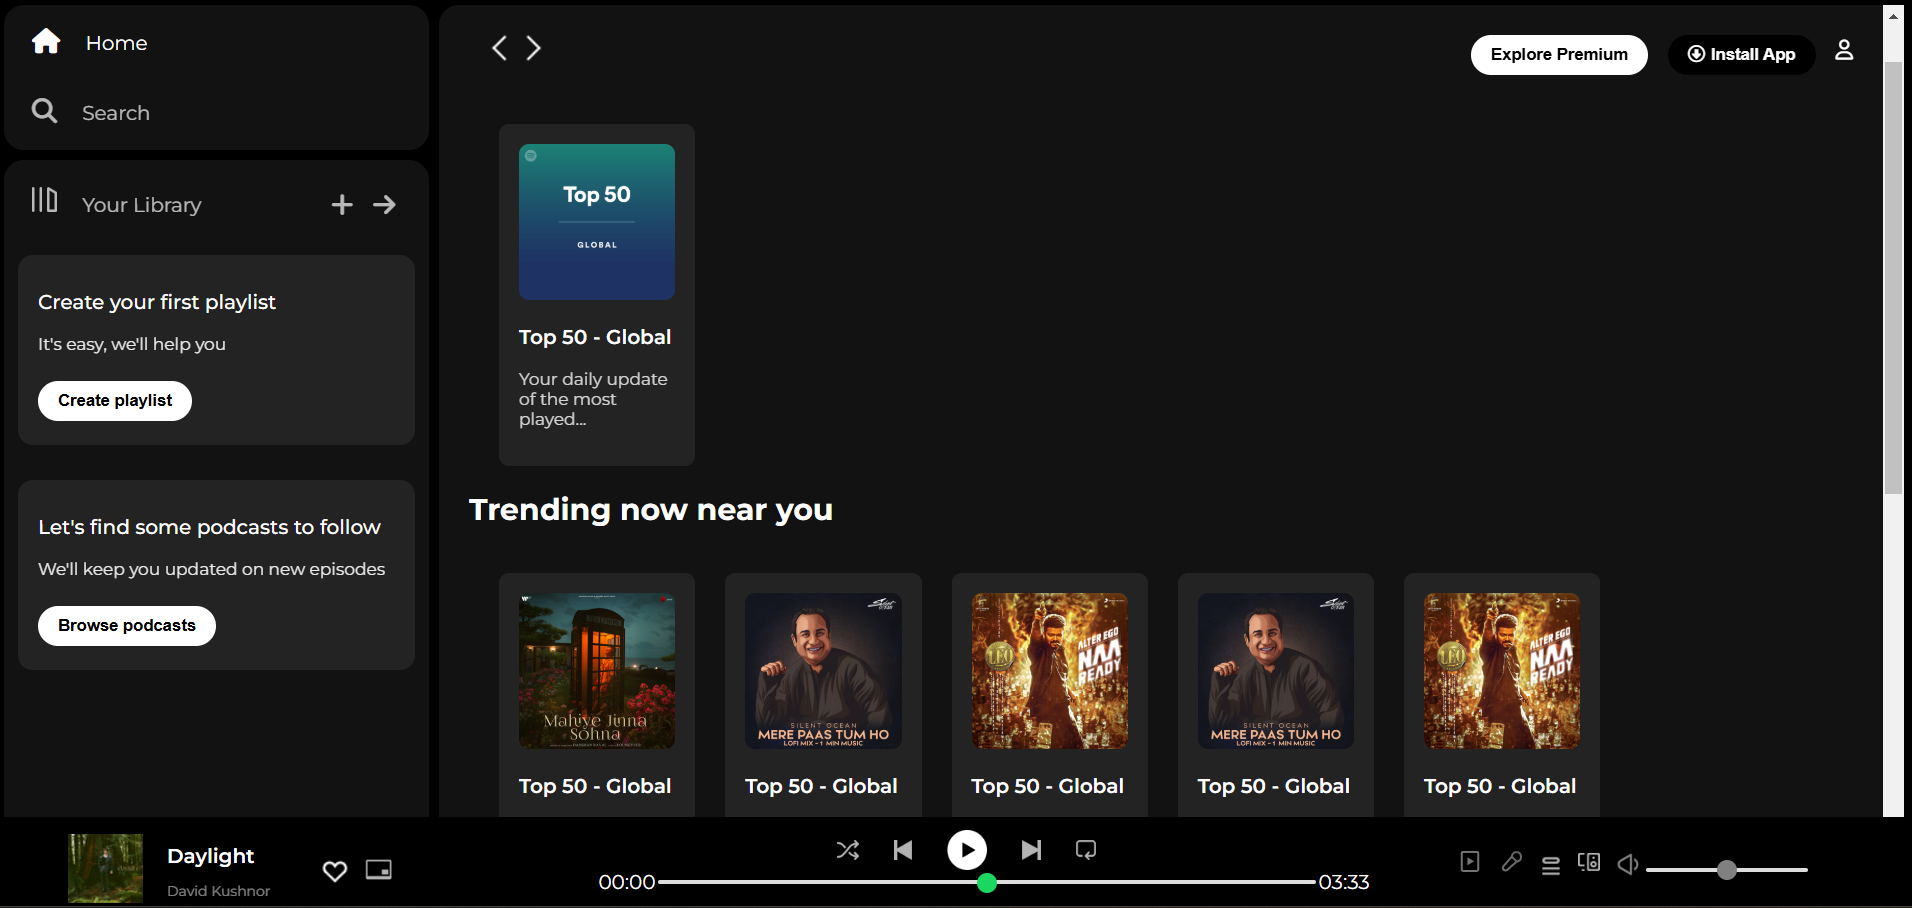 Home
Search
Your Library
Create your first playlist
It's easy, we'll help you
Create playlist
Let's find some podcasts to follow
We'll keep you updated on new episodes
Browse podcasts
Explore Premium
Install App
Top 50
GLOBAL
Top 50 - Global
Your daily update
of the most
played...
Trending now near you
Mahiye Jinna
Sohna
SILENT OCEAN
MERE PAAS TUM HO
LOFI MIX - 1 MIN MUSIC
LEO
ALTER EGO
NAA
READY
SILENT OCEAN
MERE PAAS TUM HO
LOFI MIX - 1 MIN MUSIC
LEO
ALTER EGO
NAA
READY
Top 50 - Global
Top 50 - Global
Top 50 - Global
Top 50 - Global
Top 50 - Global
Daylight
David Kushnor
00:00
03:33